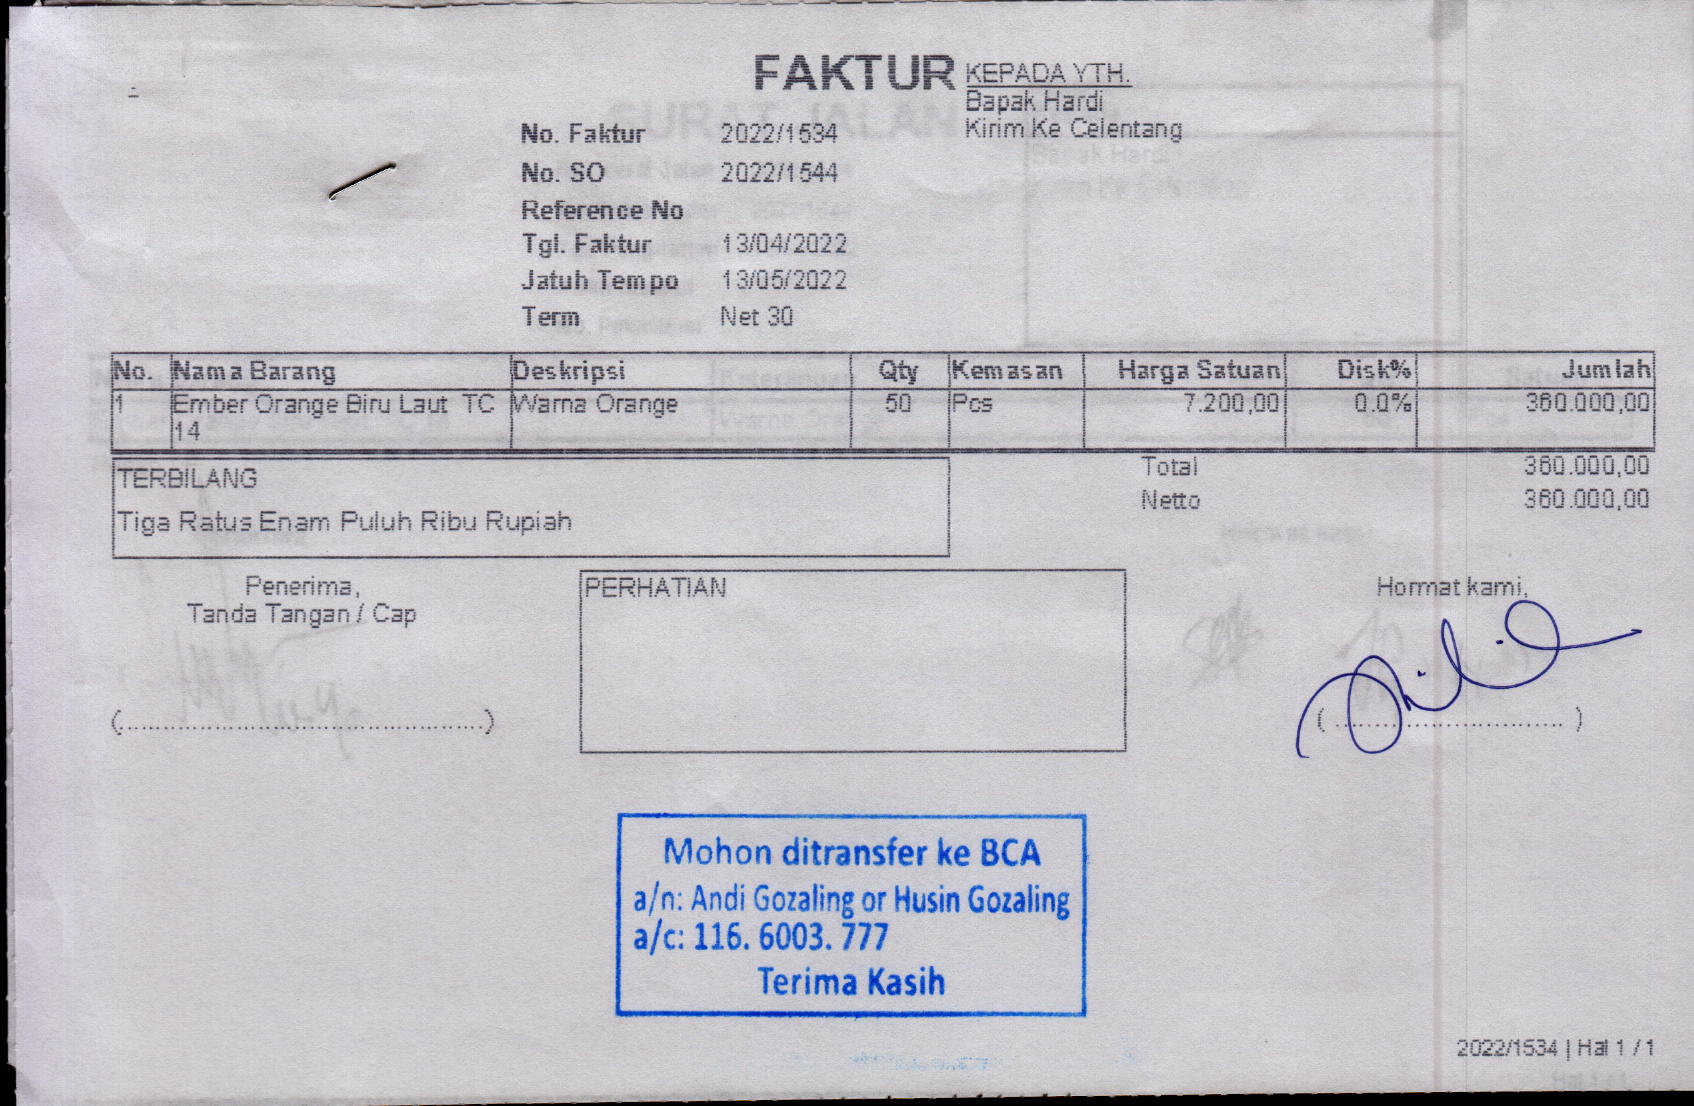 FAKTUR
KEPADA YTH.
Bapak Hardi
Kirim Ke Celentang
No. Faktur 2022/1534
No. SO 2022/1544
Reference No
Tgl. Faktur 13/04/2022
Jatuh Tempo 13/05/2022
Term Net 30
No. Nama Barang Deskripsi Qty Kemasan Harga Satuan Disk% Jumlah
1 Ember Orange Biru Laut TC Warna Orange 50 Pcs 7.200,00 0.0% 360.000,00
14
Total 360.000,00
Netto 360.000,00
TERBILANG
Tiga Ratus Enam Puluh Ribu Rupiah
Penerima,
Tanda Tangan / Cap
(................................................)
PERHATIAN
Hormat kami,
(..............................)
Mohon ditransfer ke BCA
a/n: Andi Gozaling or Husin Gozaling
a/c: 116. 6003. 777
Terima Kasih
2022/1534 | Hal 1 / 1